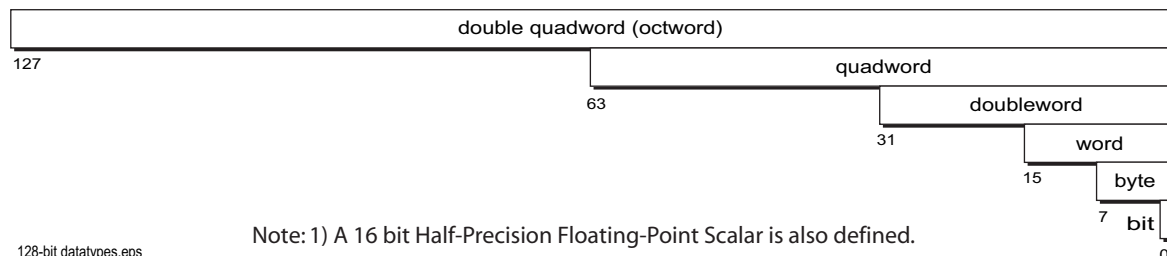 double quadword (octword)
127
quadword
63
doubleword
31
word
15
byte
7
bit
Note: 1) A 16 bit Half-Precision Floating-Point Scalar is also defined.
128-bit datatypes.eps
0